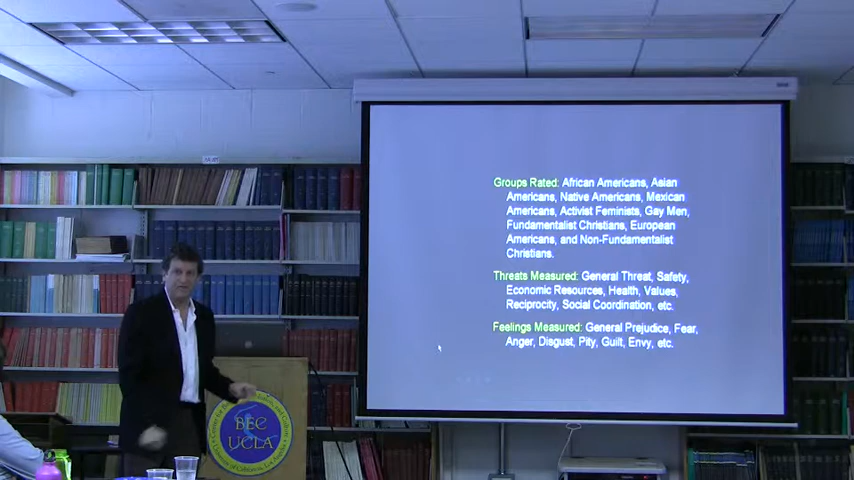 Groups Rated: African Americans, Asian
Americans, Native Americans, Mexican
Americans, Activist Feminists, Gay Men,
Fundamentalist Christians, European
Americans, and Non-Fundamentalist
Christians.
Threats Measured: General Threat, Safety,
Economic Resources, Health, Values,
Reciprocity, Social Coordination, etc.
Feelings Measured: General Prejudice, Fear,
Anger, Disgust, Pity, Guilt, Envy, etc.
BEC
UCLA